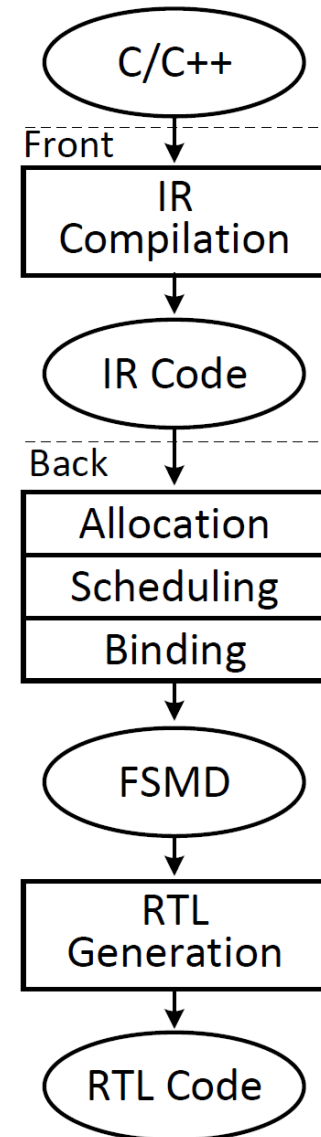 C/C++
Front
IR
Compilation
IR Code
Back
Allocation
Scheduling
Binding
FSMD
RTL
Generation
RTL Code